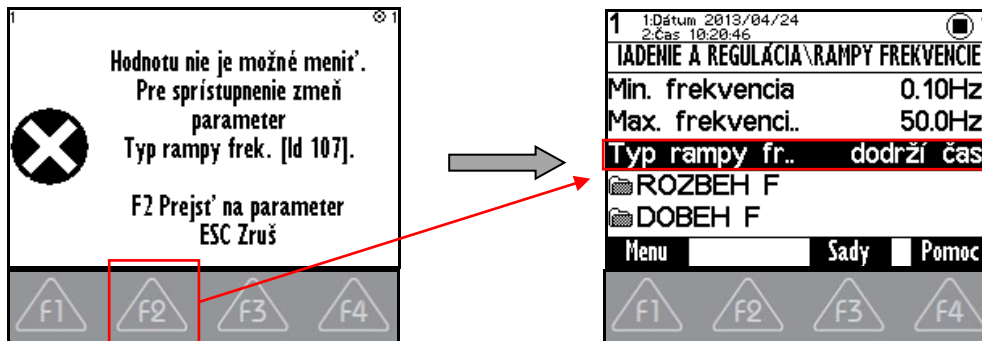 1
1
Hodnotu nie je možné meniť.
Pre sprístupnenie zmeň
parameter
Typ rampy frek. [Id 107].
F2 Prejsť na parameter
ESC Zruš
F1
F2
F3
F4
1
1:Dátum 2013/04/24
2:Čas 10:20:46
IADENIE A REGULÁCIA\RAMPY FREKVENCIE
Min. frekvencia 0.10Hz
Max. frekvenci.. 50.0Hz
Typ rampy fr.. dodrží čas
ROZBEH F
DOBEH F
Menu Sady Pomoc
F1
F2
F3
F4